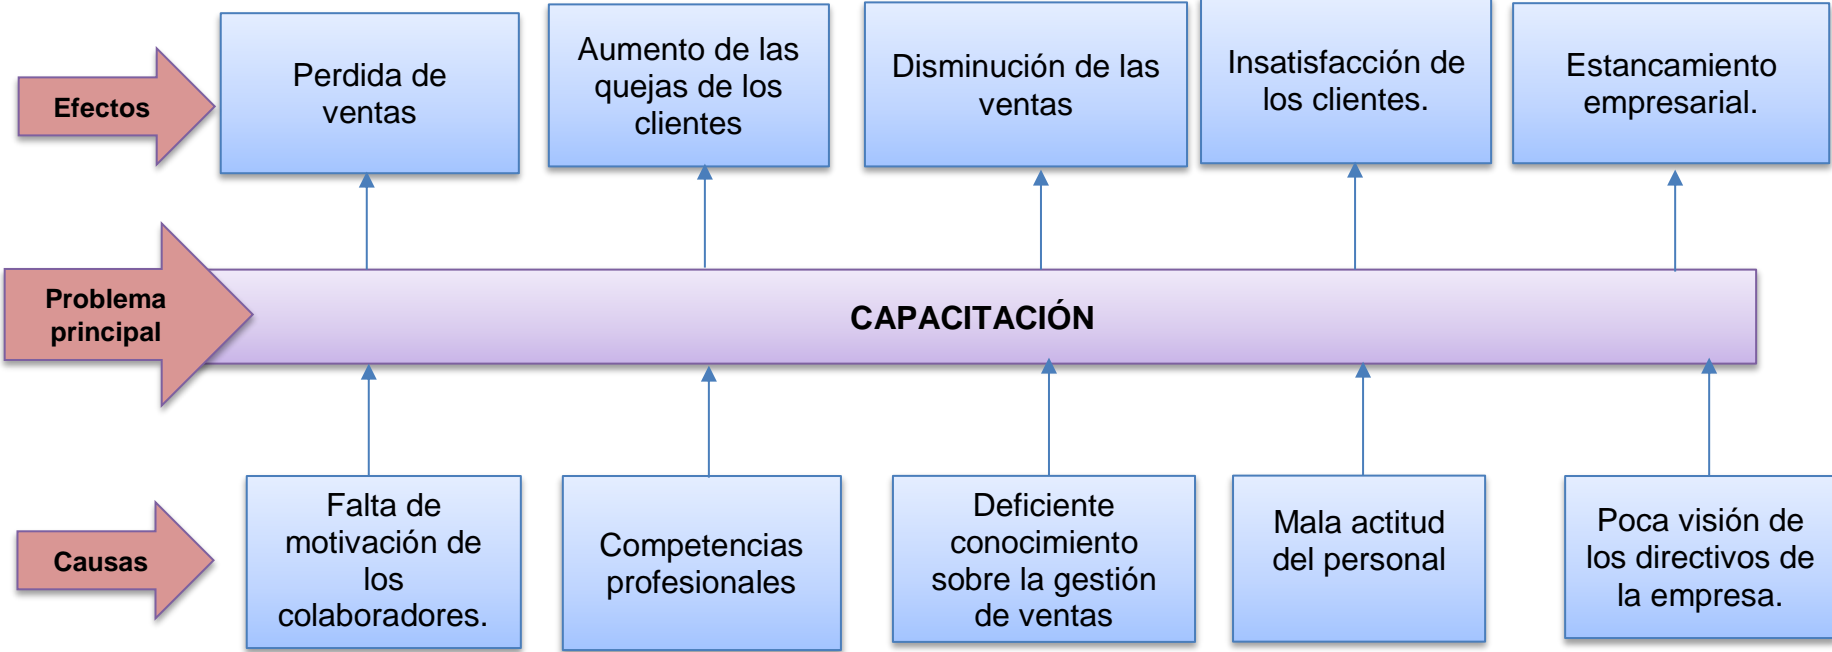 Efectos
Perdida de
ventas
Aumento de las
quejas de los
clientes
Disminución de las
ventas
Insatisfacción de
los clientes.
Estancamiento
empresarial.
Problema
principal
CAPACITACIÓN
Causas
Falta de
motivación de
los
colaboradores.
Competencias
profesionales
Deficiente
conocimiento
sobre la gestión
de ventas
Mala actitud
del personal
Poca visión de
los directivos de
la empresa.